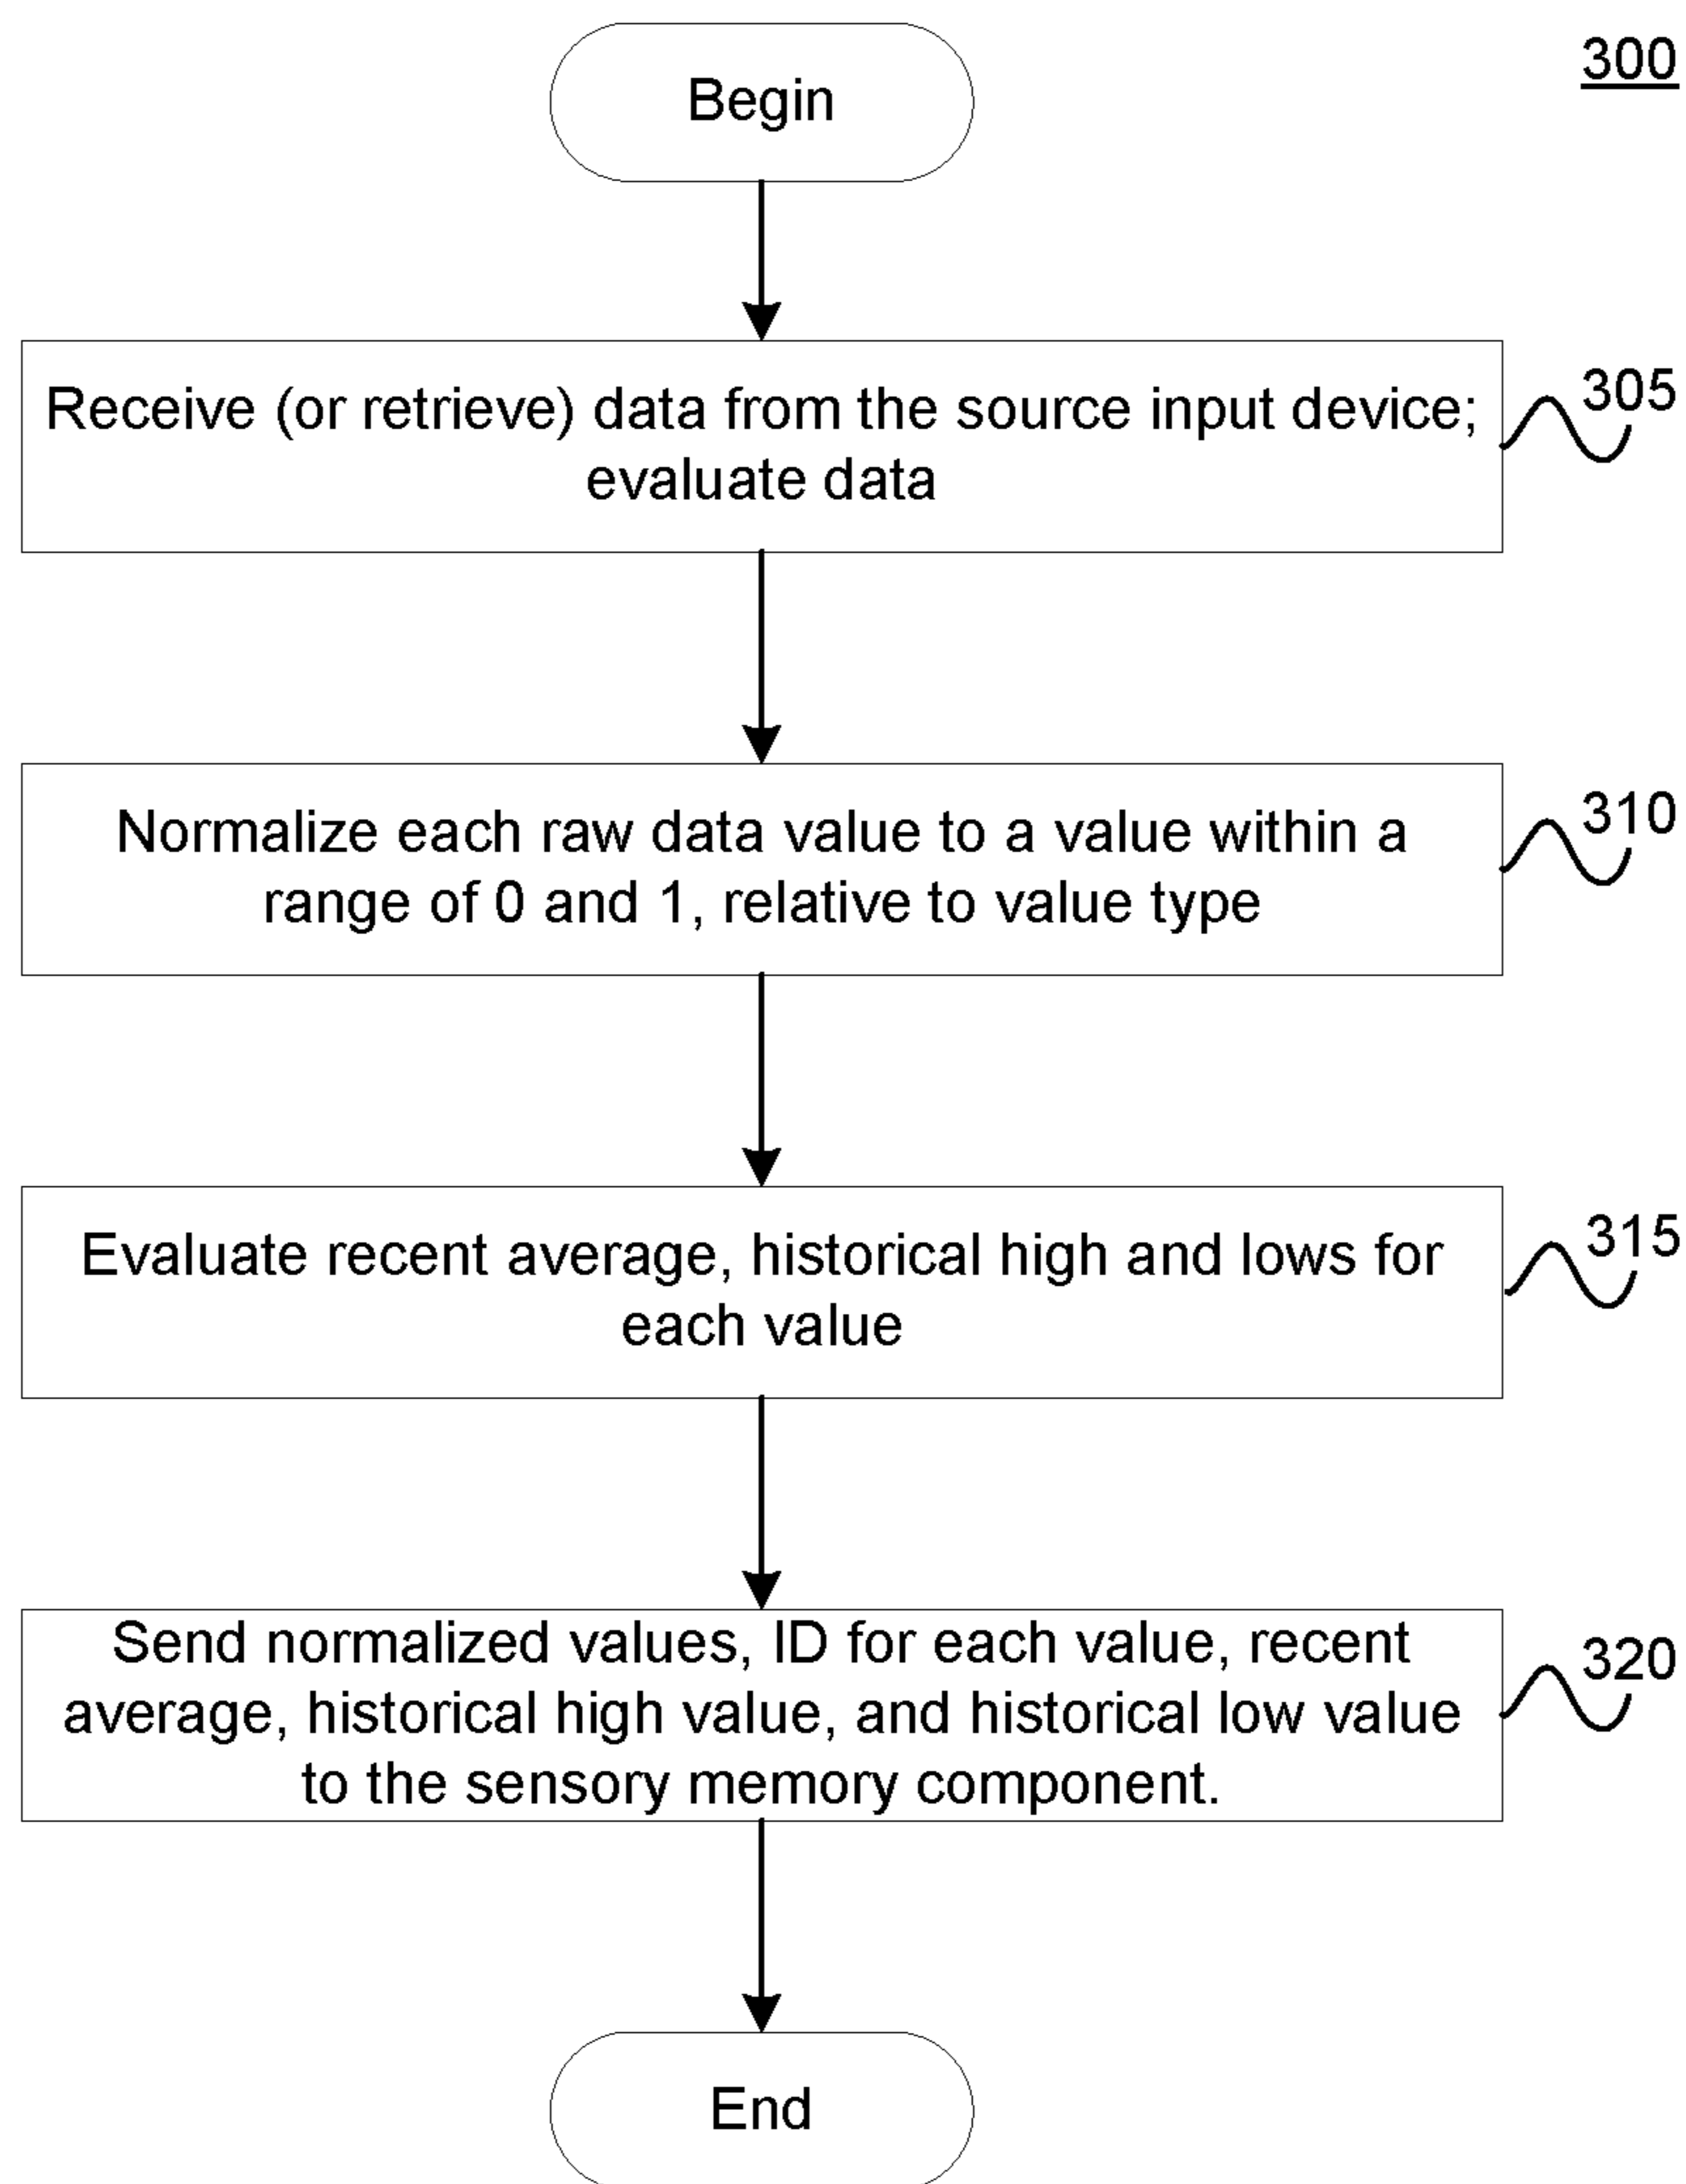 300
Begin
Receive (or retrieve) data from the source input device;
evaluate data
305
Normalize each raw data value to a value within a
range of 0 and 1, relative to value type
310
Evaluate recent average, historical high and lows for
each value
315
Send normalized values, ID for each value, recent
average, historical high value, and historical low value
to the sensory memory component.
320
End